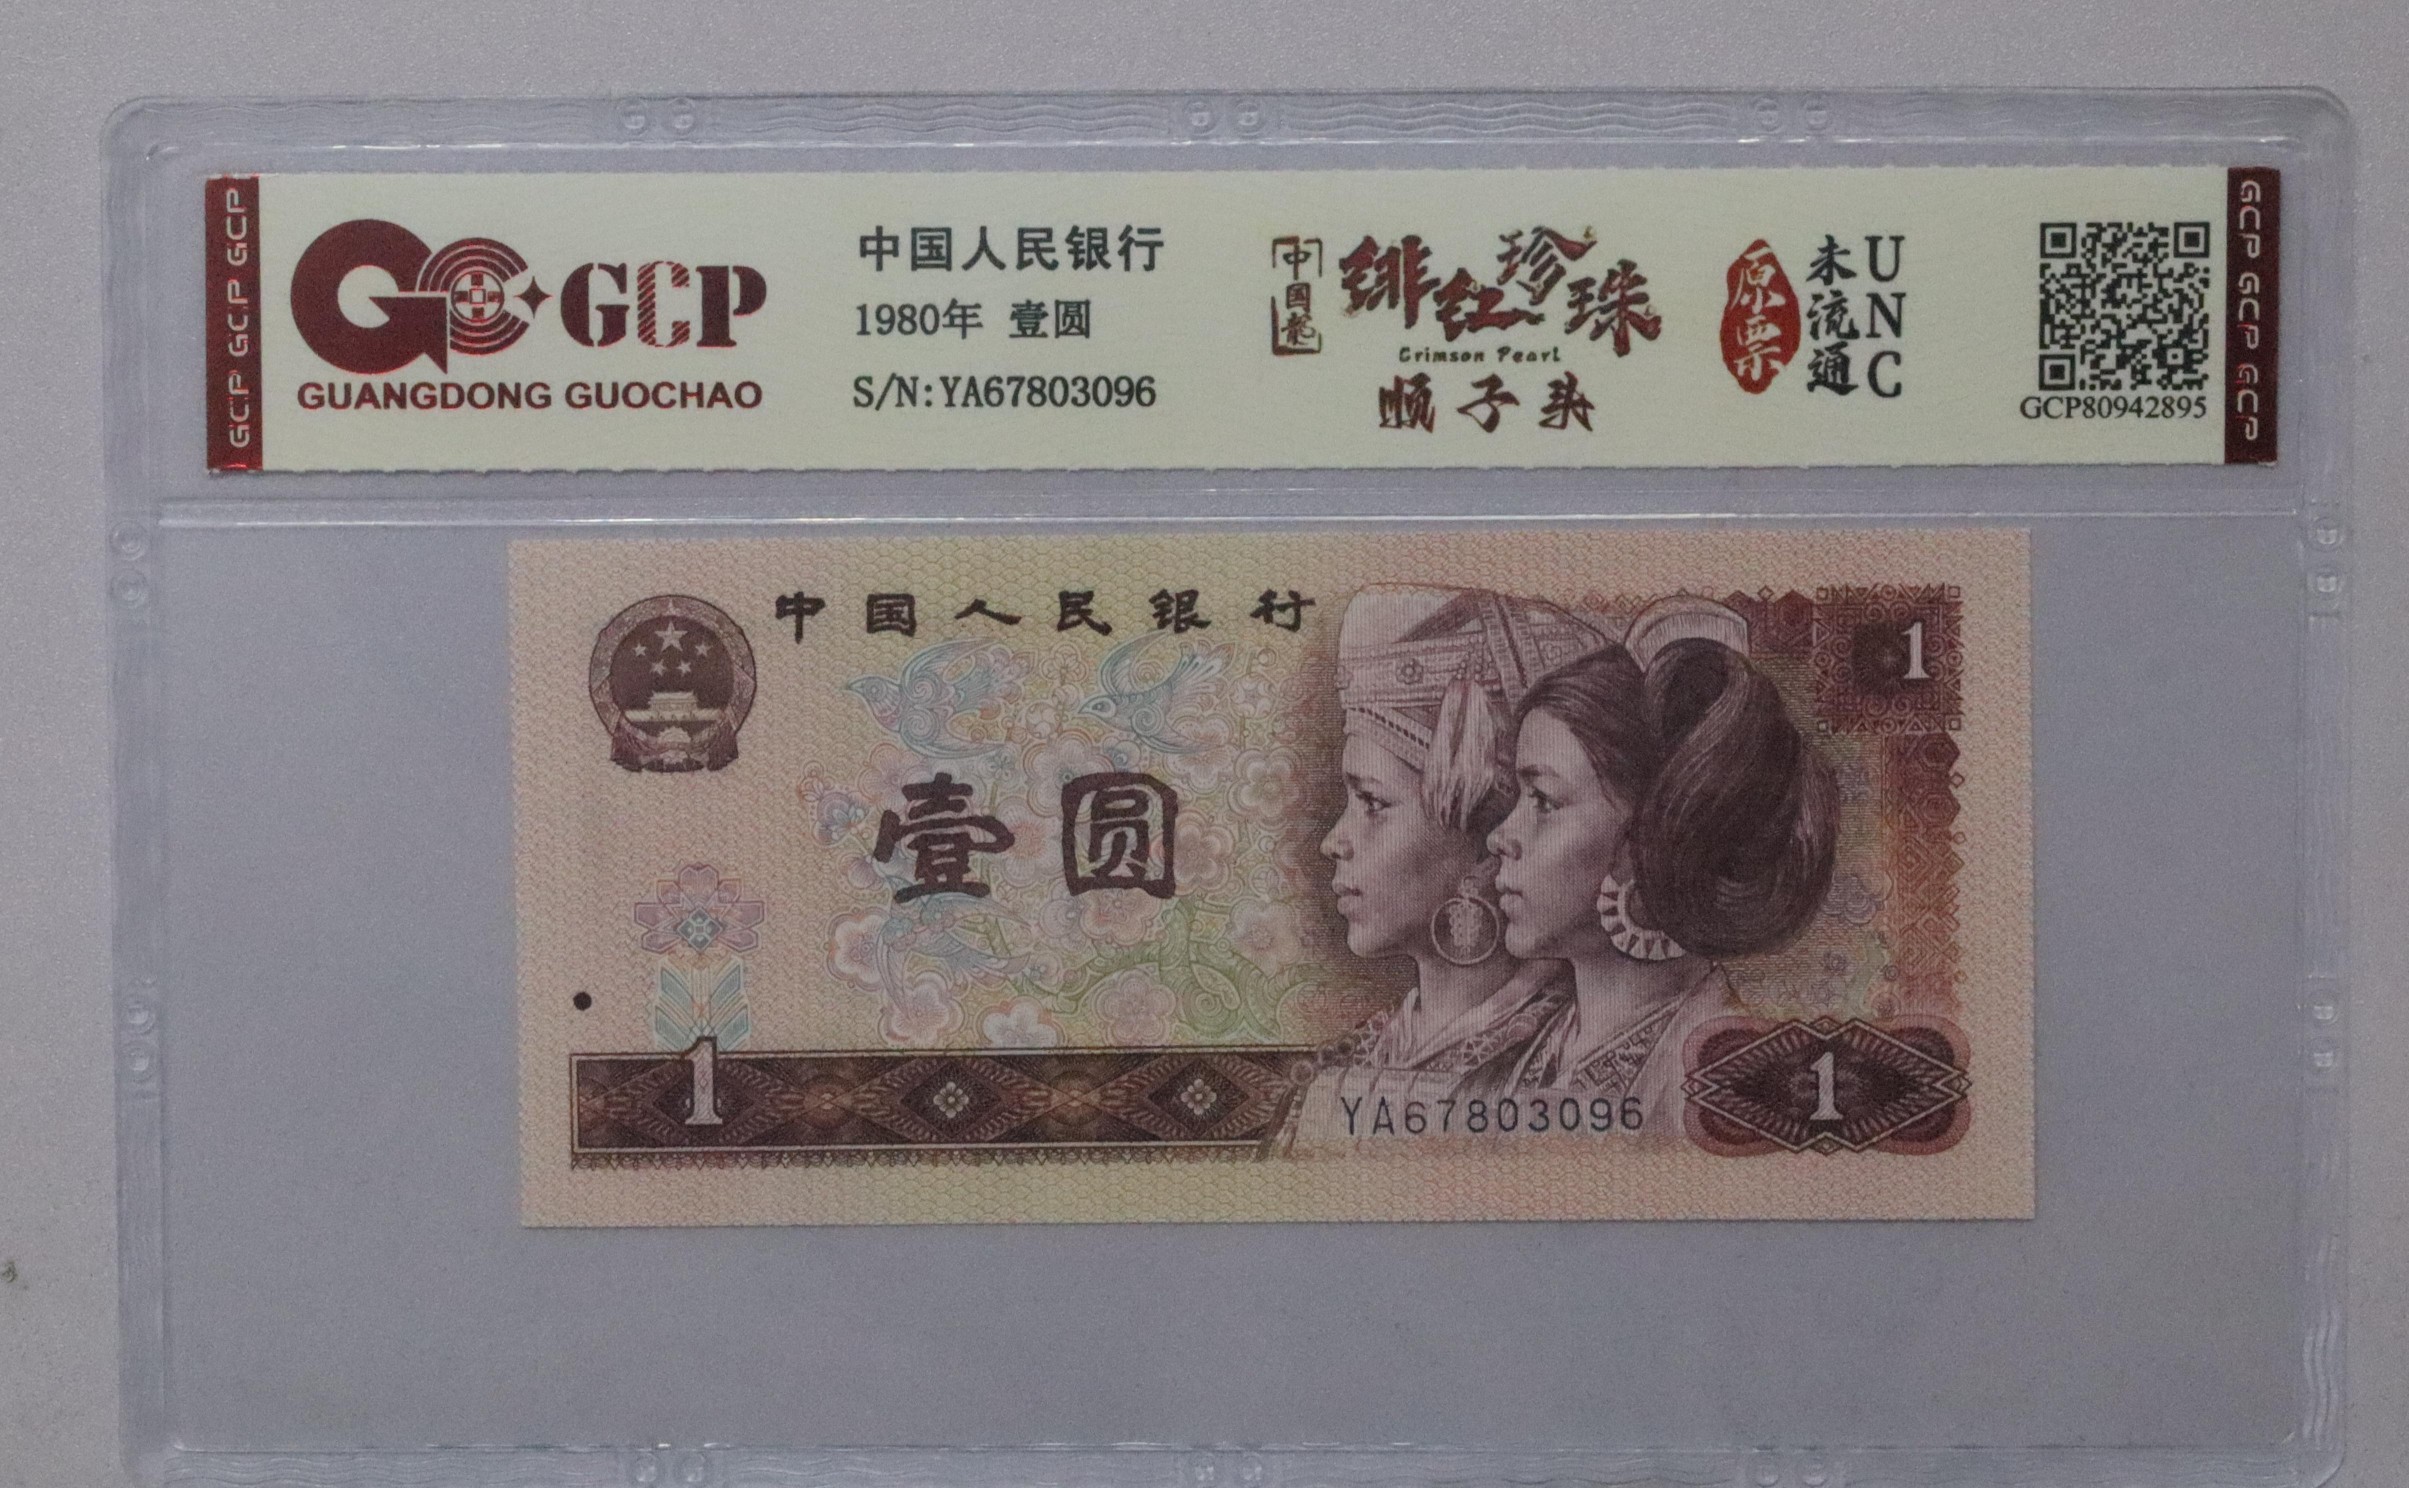 GCP GCP GCP
GCP
GUANGDONG GUOCHAO
中国人民银行
1980年 壹圆
S/N:YA67803096
中国龙
绯红珍珠
Crimson Pearl
顺子头
原票
未流通
UNC
GCP80942895
GCP GCP GCP
中国人民银行
1
壹圆
1
YA67803096
1